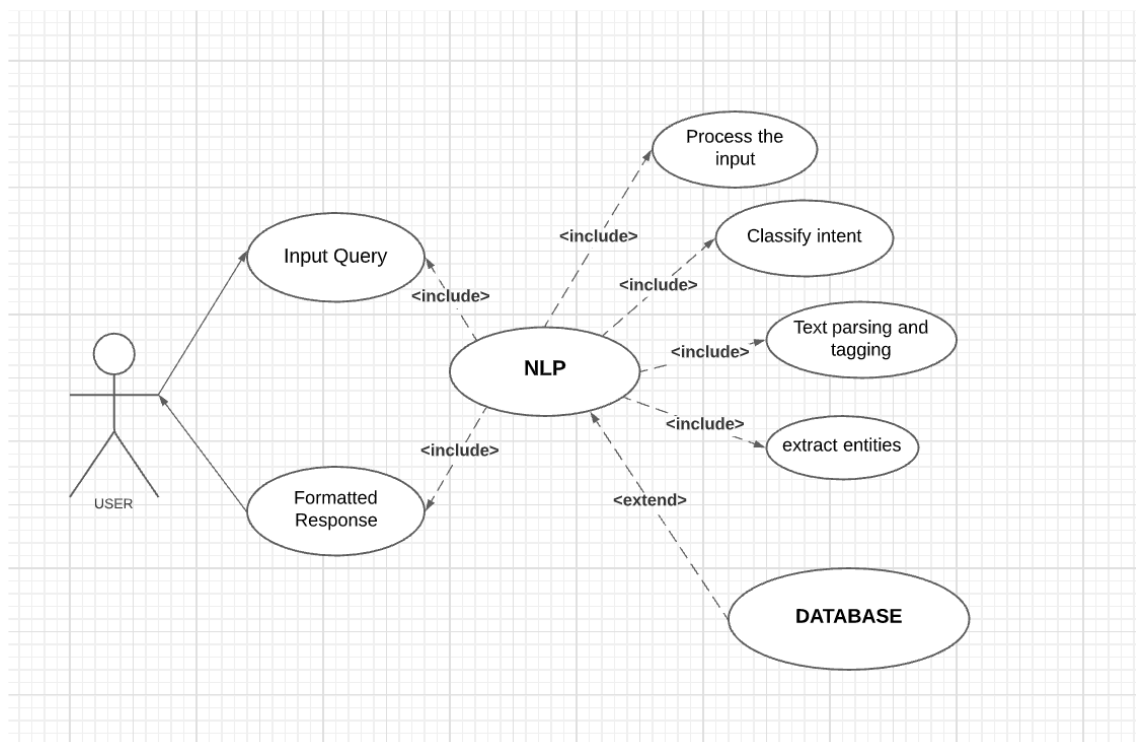 Process the
input
<include>
Classify intent
Input Query
<include>
<include>
Text parsing and
tagging
<include>
NLP
<include>
extract entities
<include>
Formatted
Response
<extend>
USER
DATABASE